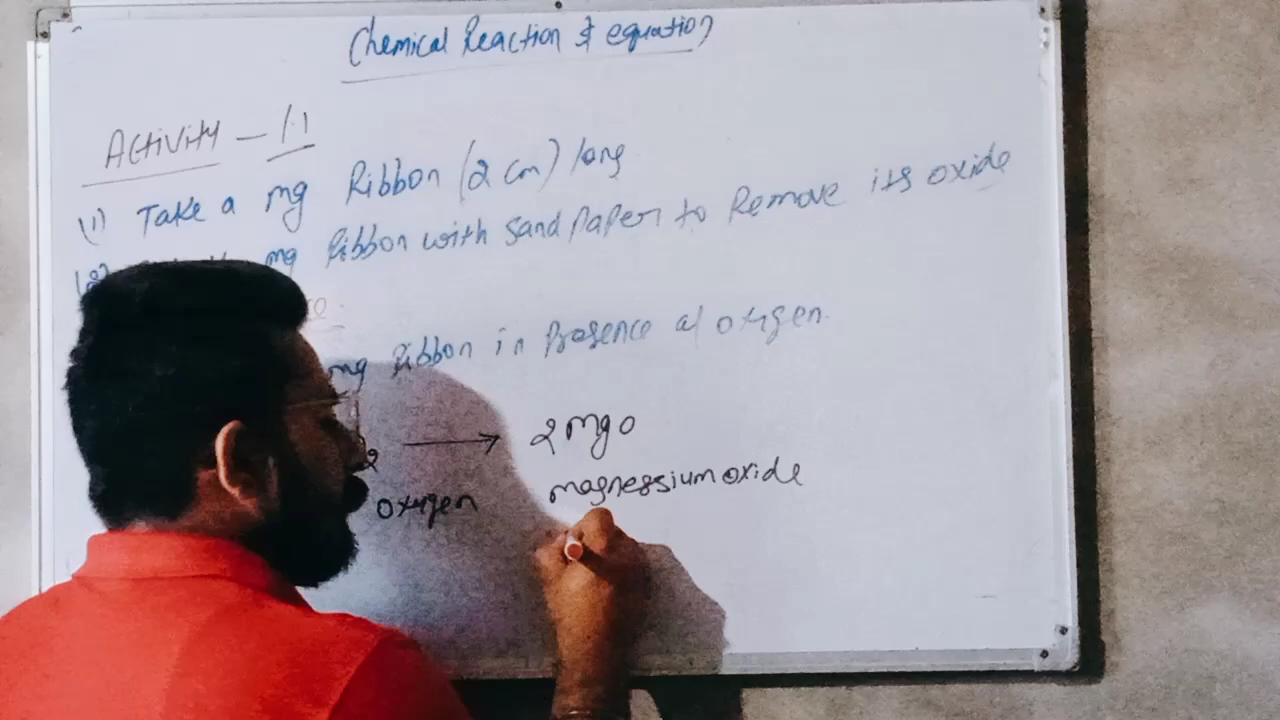 Chemical Reaction & equation
Activity - 1.1
(1) Take a mg Ribbon (2 cm) long
mg Ribbon with sand paper to Remove its oxide
mg Ribbon in Presence of oxygen.
2 → 2mgo
oxygen magnessium oxide